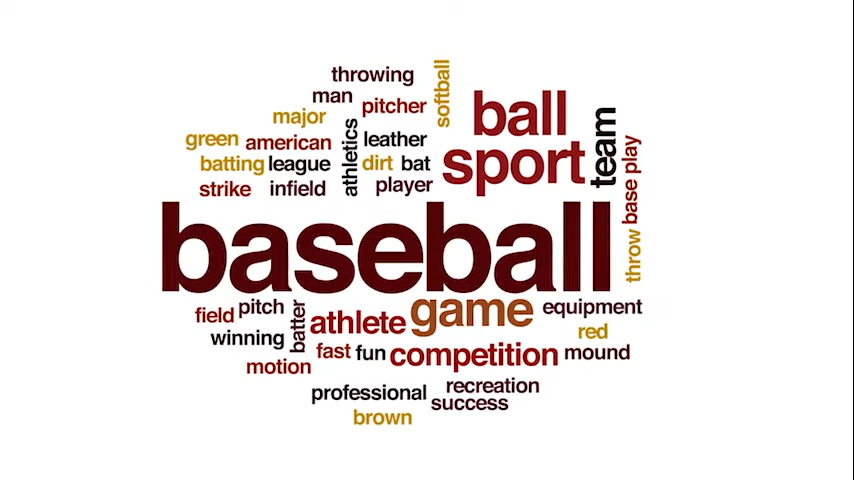 throwing
softball
man
pitcher
major
ball
team
green
american
athletics
leather
batting
league
dirt
bat
sport
play
strike
infield
player
base
baseball
throw
field
pitch
batter
athlete
game
equipment
winning
red
motion
fast
fun
competition
mound
professional
recreation
success
brown